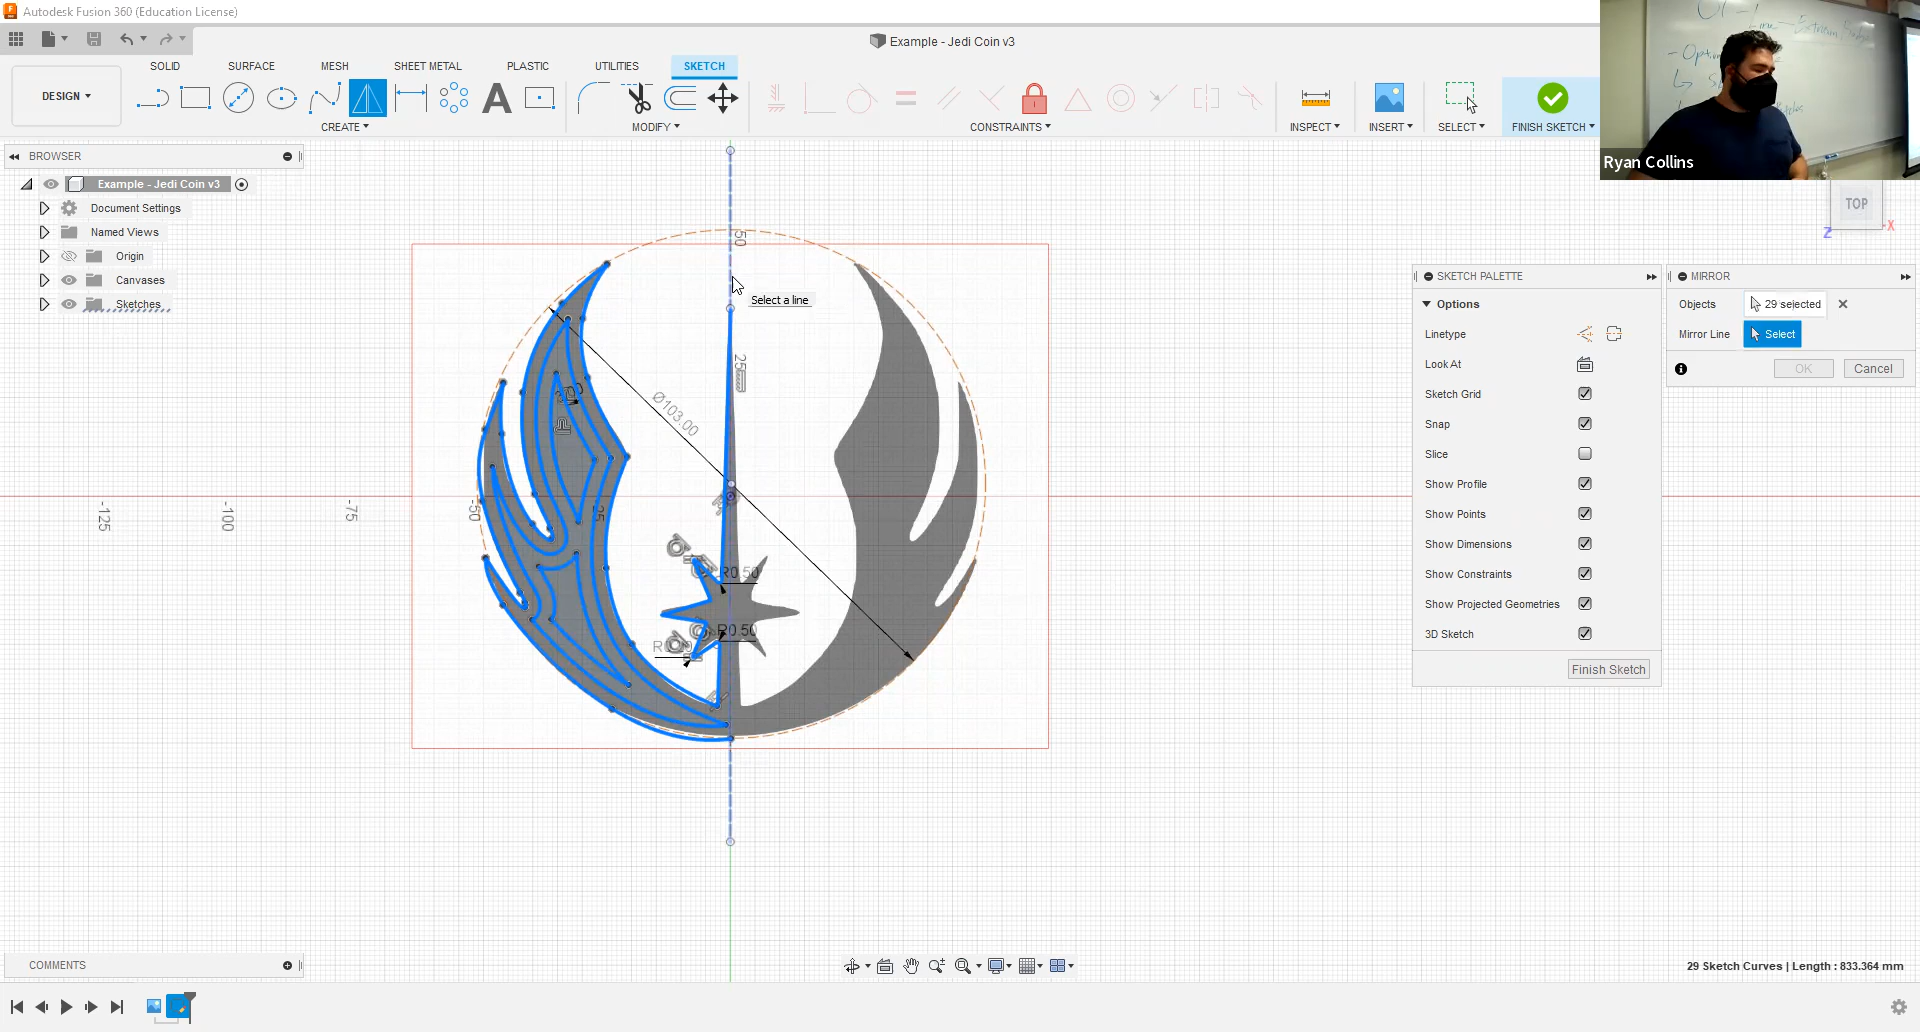 Autodesk Fusion 360 (Education License)
Example - Jedi Coin v3
SOLID SURFACE MESH SHEET METAL PLASTIC UTILITIES SKETCH
DESIGN
CREATE MODIFY CONSTRAINTS INSPECT INSERT SELECT FINISH SKETCH
Ryan Collins
BROWSER
Example - Jedi Coin v3
Document Settings
Named Views
Origin
Canvases
Sketches
TOP
Z
X
50
Select a line
25
Ø103.00
-125
-100
-75
-50
-25
R0.50
R0.50
SKETCH PALETTE
Options
Linetype
Look At
Sketch Grid
Snap
Slice
Show Profile
Show Points
Show Dimensions
Show Constraints
Show Projected Geometries
3D Sketch
Finish Sketch
MIRROR
Objects 29 selected
Mirror Line Select
OK Cancel
COMMENTS
29 Sketch Curves | Length : 833.364 mm